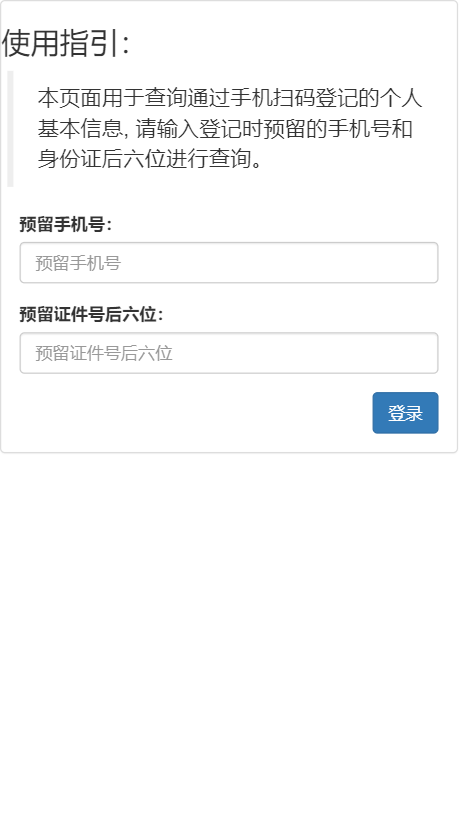 使用指引：
本页面用于查询通过手机扫码登记的个人
基本信息, 请输入登记时预留的手机号和
身份证后六位进行查询。
预留手机号：
预留手机号
预留证件号后六位：
预留证件号后六位
登录